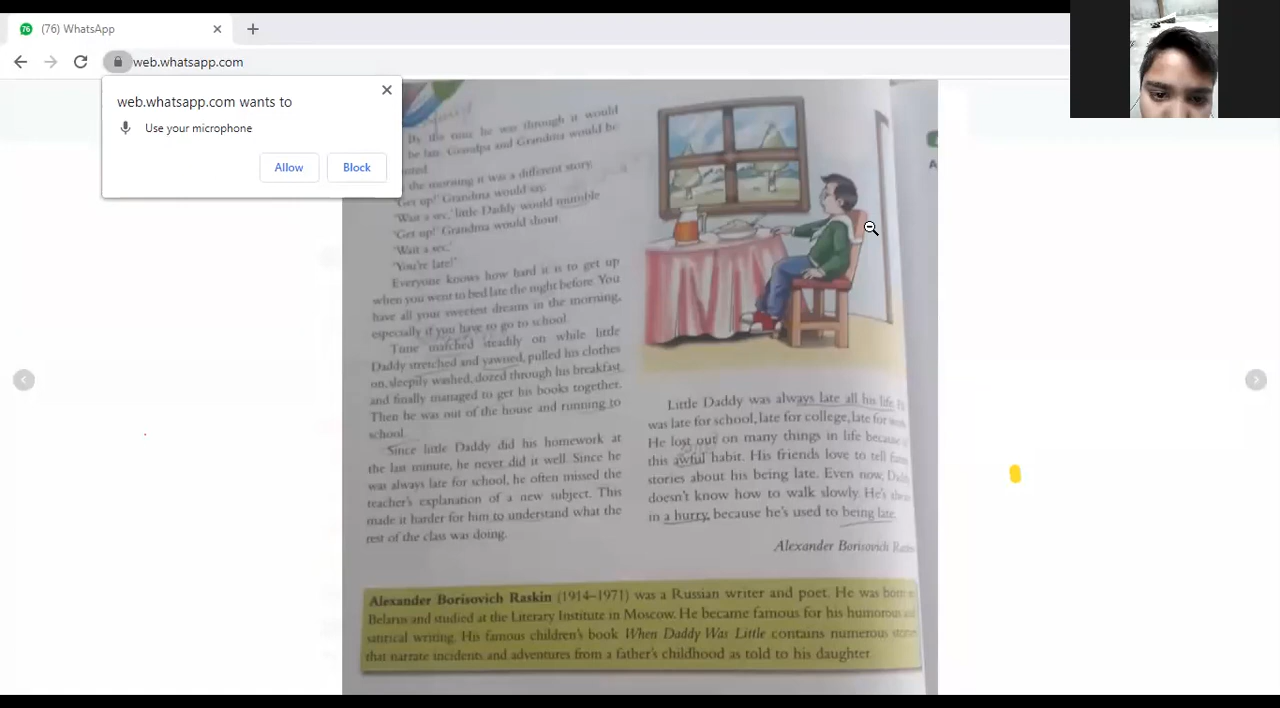 (76) WhatsApp
web.whatsapp.com
web.whatsapp.com wants to
Use your microphone
Allow
Block
By the time he was through it would
be late. Grandpa and Grandma would be
the morning it was a different story.
'Get up!' Grandma would say.
'Wait a sec,' little Daddy would mumble
'Get up!' Grandma would shout.
'Wait a sec.'
'You're late!'
Everyone knows how hard it is to get up
when you went to bed late the night before. You
have all your sweetest dreams in the morning,
especially if you have to go to school.
Time marched steadily on while little
Daddy stretched and yawned, pulled his clothes
on, sleepily washed, dozed through his breakfast
and finally managed to get his books together.
Then he was out of the house and running to
school.
Since little Daddy did his homework at
the last minute, he never did it well. Since he
was always late for school, he often missed the
teacher's explanation of a new subject. This
made it harder for him to understand what the
rest of the class was doing.
Little Daddy was always late all his life
was late for school, late for college, late for
He lost out on many things in life because
this awful habit. His friends love to tell
stories about his being late. Even now, Daddy
doesn't know how to walk slowly. He's always
in a hurry, because he's used to being late.
Alexander Borisovich Raskin
Alexander Borisovich Raskin (1914–1971) was a Russian writer and poet. He was born in
Belarus and studied at the Literary Institute in Moscow. He became famous for his humorous and
satirical writing. His famous children's book When Daddy Was Little contains numerous stories
that narrate incidents and adventures from a father's childhood as told to his daughter.
A